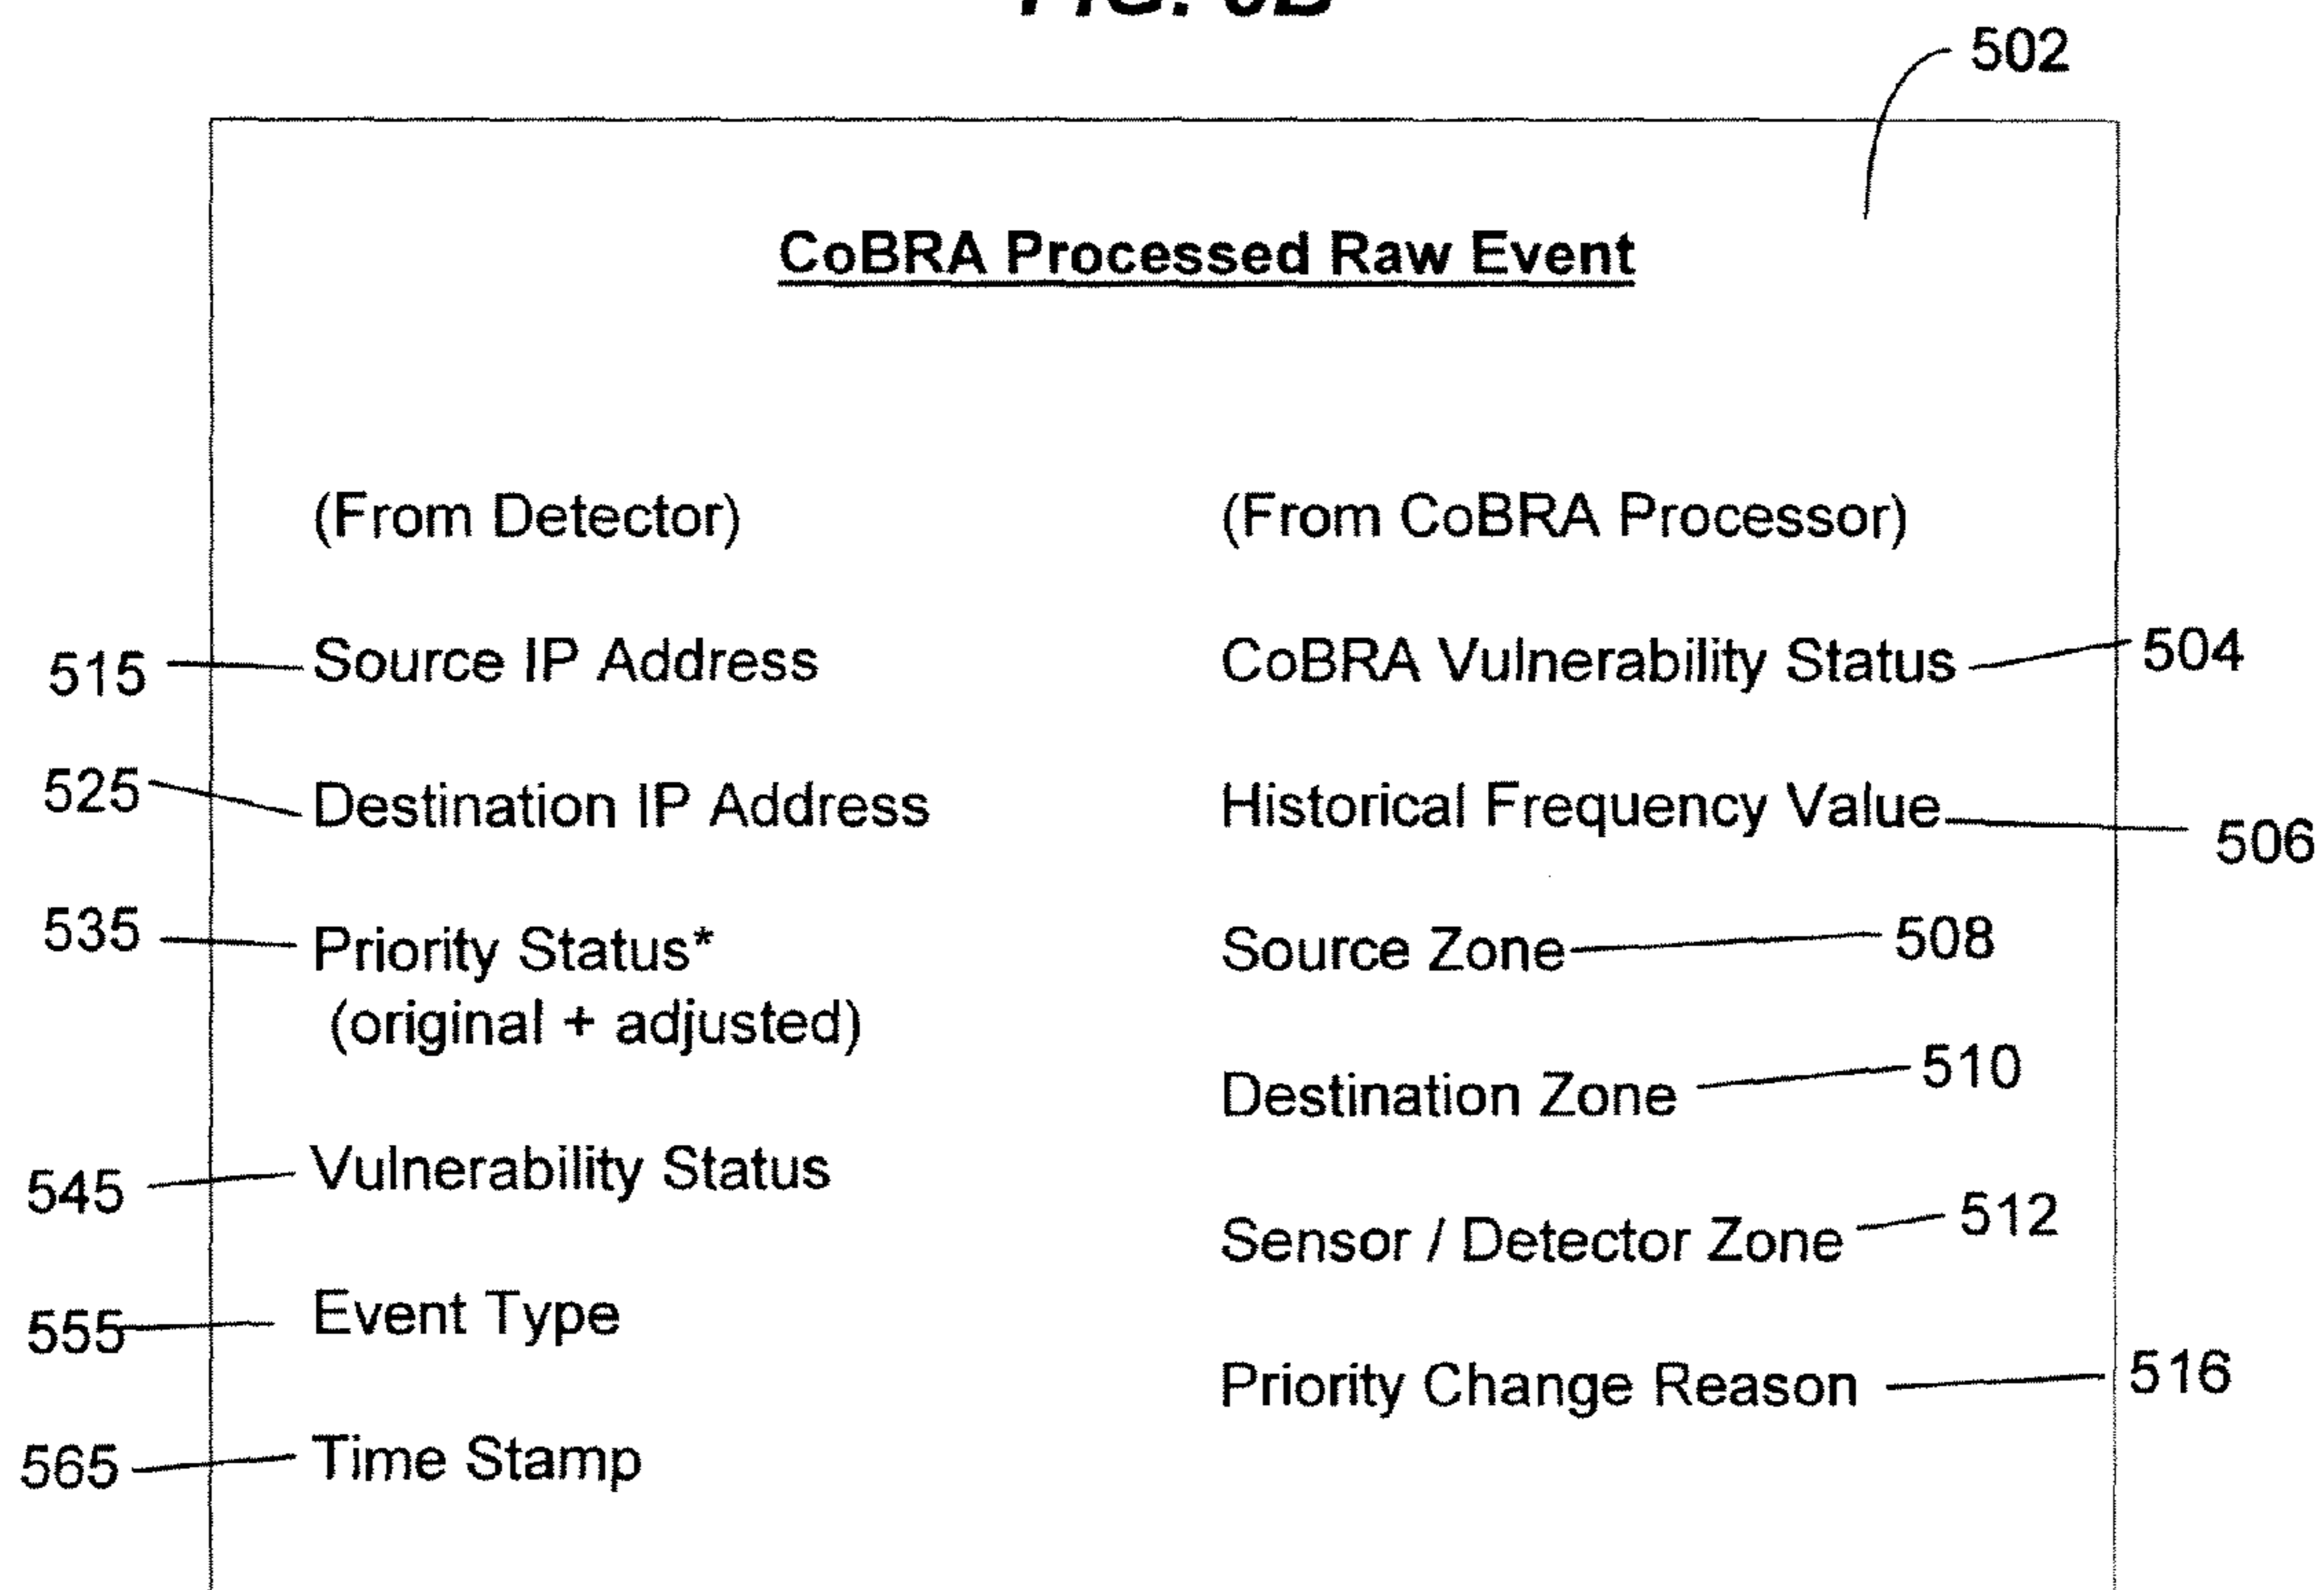 502
CoBRA Processed Raw Event
(From Detector)
(From CoBRA Processor)
515
Source IP Address
CoBRA Vulnerability Status
504
525
Destination IP Address
Historical Frequency Value
506
535
Priority Status*
(original + adjusted)
Source Zone
508
Destination Zone
510
545
Vulnerability Status
Sensor / Detector Zone
512
555
Event Type
Priority Change Reason
516
565
Time Stamp